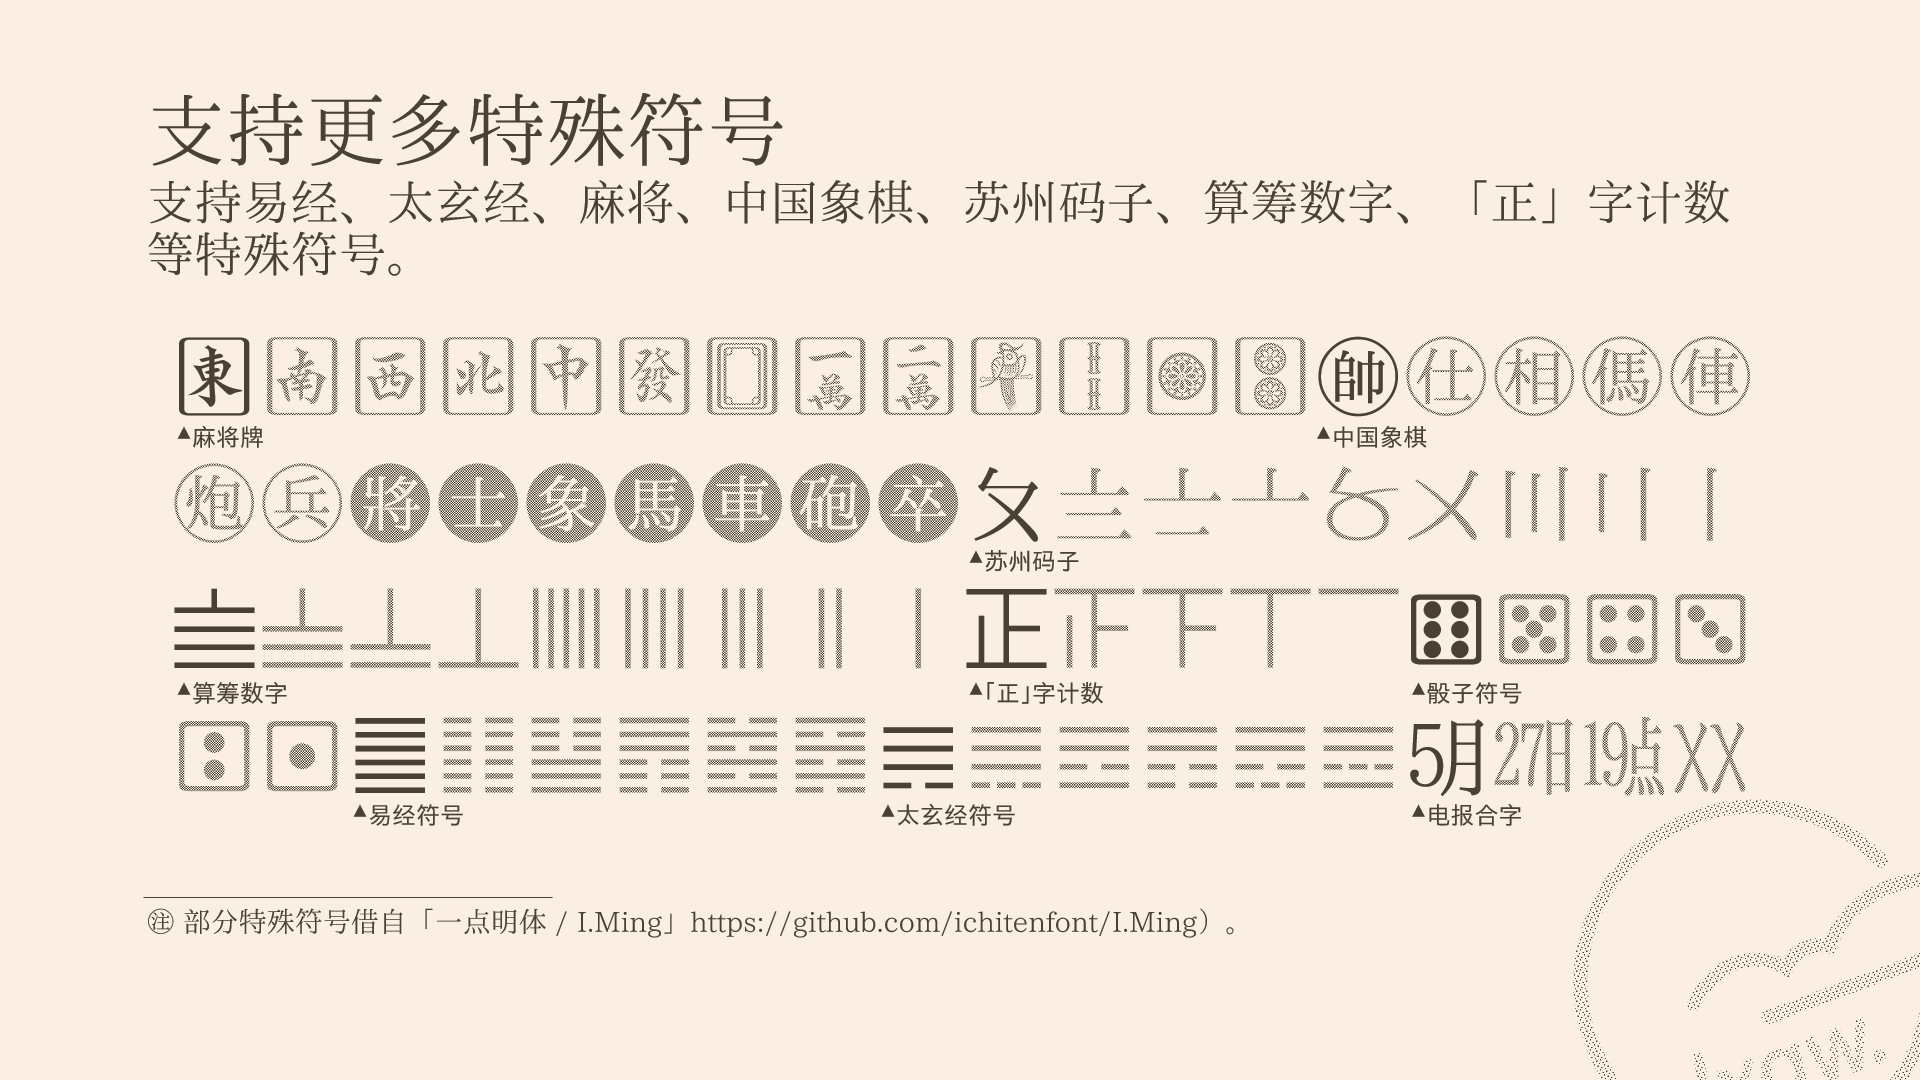 支持更多特殊符号
支持易经、太玄经、麻将、中国象棋、苏州码子、算筹数字、「正」字计数
等特殊符号。
東 南 西 北 中 發 一萬 二萬 帥 仕 相 傌 俥
▲麻将牌 ▲中国象棋
炮 兵 將 士 象 馬 車 砲 卒 〩 〨 〧 〦 〥 〤 〣 〢 〡
▲苏州码子
正
▲算筹数字 ▲「正」字计数 ▲骰子符号
5月 27日 19点 XX
▲易经符号 ▲太玄经符号 ▲电报合字
㊟ 部分特殊符号借自「一点明体 / I.Ming」https://github.com/ichitenfont/I.Ming）。